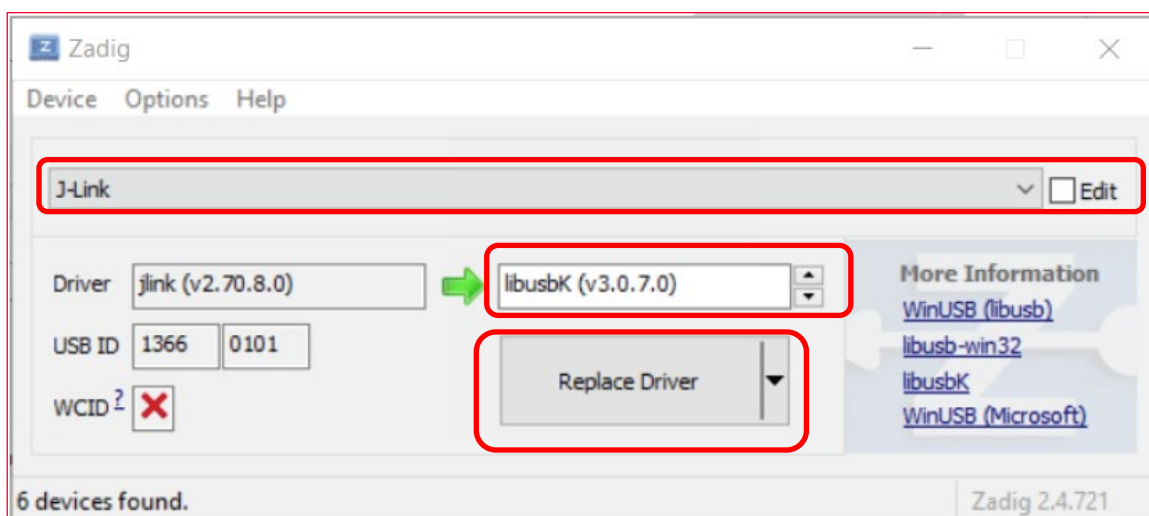 Zadig
Device Options Help
J-Link Edit
Driver jlink (v2.70.8.0) libusbK (v3.0.7.0)
USB ID 1366 0101
WCID ?
Replace Driver
More Information
WinUSB (libusb)
libusb-win32
libusbK
WinUSB (Microsoft)
6 devices found. Zadig 2.4.721